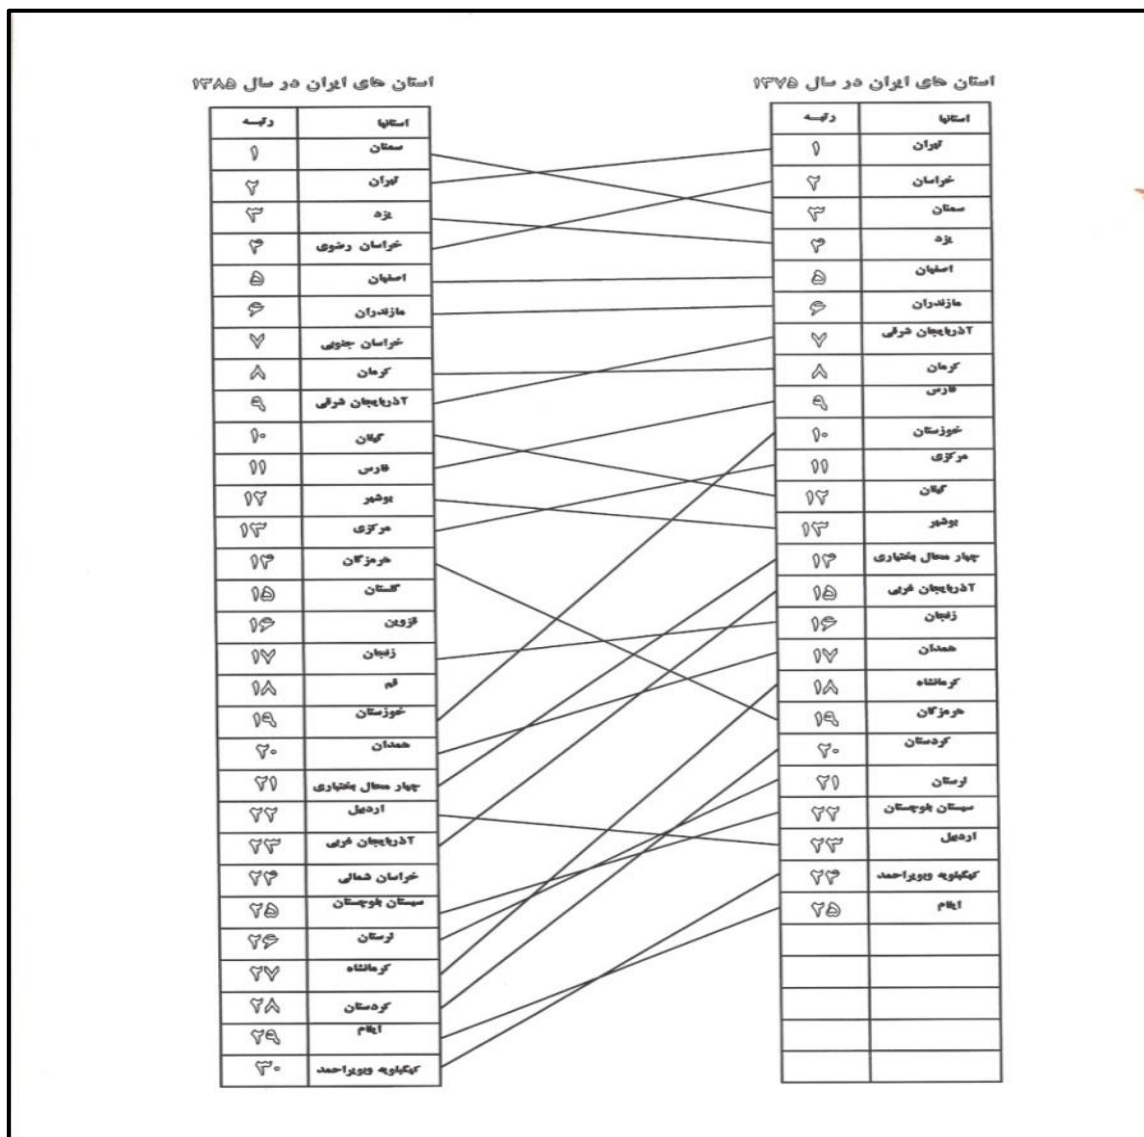 استان های ایران در سال ۱۳۷۵
استانها رتبه
تهران ۱
خراسان ۲
سمنان ۳
یزد ۴
اصفهان ۵
مازندران ۶
آذربایجان شرقی ۷
کرمان ۸
فارس ۹
خوزستان ۱۰
مرکزی ۱۱
گیلان ۱۲
بوشهر ۱۳
چهار محال بختیاری ۱۴
آذربایجان غربی ۱۵
زنجان ۱۶
همدان ۱۷
کرمانشاه ۱۸
هرمزگان ۱۹
کردستان ۲۰
لرستان ۲۱
سیستان بلوچستان ۲۲
اردبیل ۲۳
کهگیلویه وبویراحمد ۲۴
ایلام ۲۵
استان های ایران در سال ۱۳۸۵
استانها رتبه
سمنان ۱
تهران ۲
یزد ۳
خراسان رضوی ۴
اصفهان ۵
مازندران ۶
خراسان جنوبی ۷
کرمان ۸
آذربایجان شرقی ۹
گیلان ۱۰
فارس ۱۱
بوشهر ۱۲
مرکزی ۱۳
هرمزگان ۱۴
گلستان ۱۵
قزوین ۱۶
زنجان ۱۷
قم ۱۸
خوزستان ۱۹
همدان ۲۰
چهار محال بختیاری ۲۱
اردبیل ۲۲
آذربایجان غربی ۲۳
خراسان شمالی ۲۴
سیستان بلوچستان ۲۵
لرستان ۲۶
کرمانشاه ۲۷
کردستان ۲۸
ایلام ۲۹
کهگیلویه وبویراحمد ۳۰